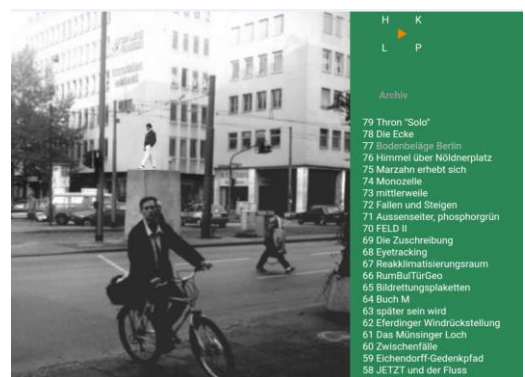 H K
L P
Archiv
79 Thron "Solo"
78 Die Ecke
77 Bodenbeläge Berlin
76 Himmel über Nöldnerplatz
75 Marzahn erhebt sich
74 Monozelle
73 mittlerweile
72 Fallen und Steigen
71 Aussenseiter, phosphorgrün
70 FELD II
69 Die Zuschreibung
68 Eyetracking
67 Reakklimatisierungsraum
66 RumBulTürGeo
65 Bildrettungsplaketten
64 Buch M
63 später sein wird
62 Eferdinger Windrückstellung
61 Das Münsinger Loch
60 Zwischenfälle
59 Eichendorff-Gedenkpfad
58 JETZT und der Fluss